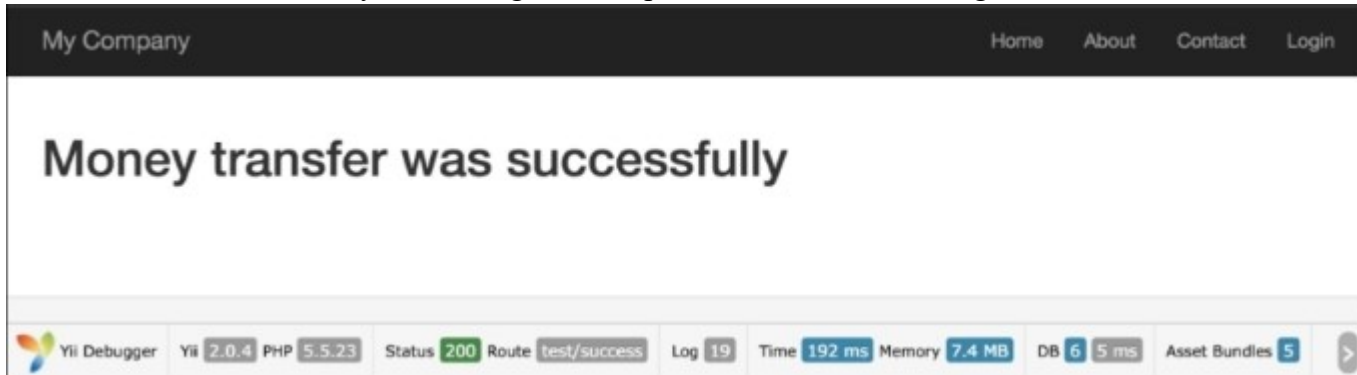 My Company Home About Contact Login
Money transfer was successfully
Yii Debugger Yii 2.0.4 PHP 5.5.23 Status 200 Route test/success Log 19 Time 192 ms Memory 7.4 MB DB 6 5 ms Asset Bundles 5 >